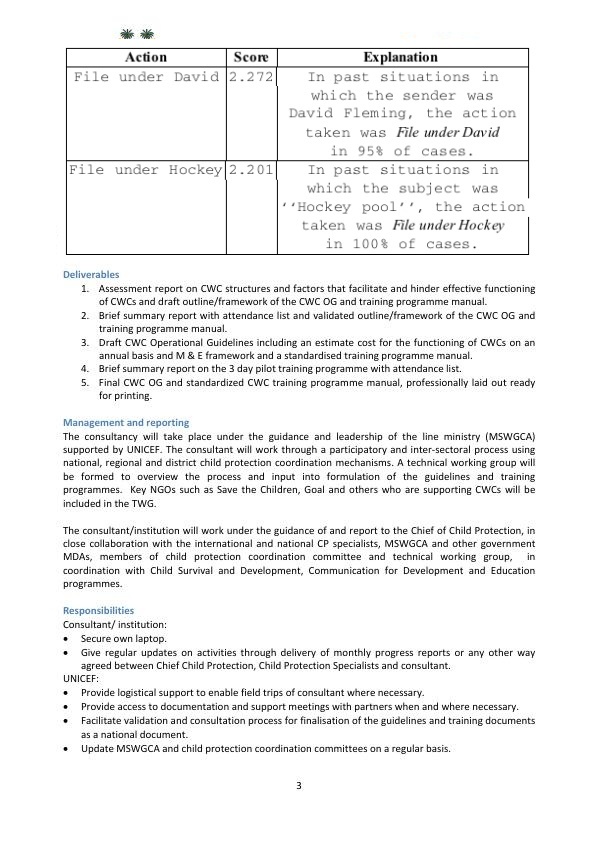 Action Score Explanation
File under David 2.272 In past situations in
which the sender was
David Fleming, the action
taken was File under David
in 95% of cases.
File under Hockey 2.201 In past situations in
which the subject was
‘‘Hockey pool’’, the action
taken was File under Hockey
in 100% of cases.
Deliverables
1. Assessment report on CWC structures and factors that facilitate and hinder effective functioning
of CWCs and draft outline/framework of the CWC OG and training programme manual.
2. Brief summary report with attendance list and validated outline/framework of the CWC OG and
training programme manual.
3. Draft CWC Operational Guidelines including an estimate cost for the functioning of CWCs on an
annual basis and M & E framework and a standardised training programme manual.
4. Brief summary report on the 3 day pilot training programme with attendance list.
5. Final CWC OG and standardized CWC training programme manual, professionally laid out ready
for printing.
Management and reporting
The consultancy will take place under the guidance and leadership of the line ministry (MSWGCA)
supported by UNICEF. The consultant will work through a participatory and inter-sectoral process using
national, regional and district child protection coordination mechanisms. A technical working group will
be formed to overview the process and input into formulation of the guidelines and training
programmes. Key NGOs such as Save the Children, Goal and others who are supporting CWCs will be
included in the TWG.
The consultant/institution will work under the guidance of and report to the Chief of Child Protection, in
close collaboration with the international and national CP specialists, MSWGCA and other government
MDAs, members of child protection coordination committee and technical working group, in
coordination with Child Survival and Development, Communication for Development and Education
programmes.
Responsibilities
Consultant/ institution:
• Secure own laptop.
• Give regular updates on activities through delivery of monthly progress reports or any other way
agreed between Chief Child Protection, Child Protection Specialists and consultant.
UNICEF:
• Provide logistical support to enable field trips of consultant where necessary.
• Provide access to documentation and support meetings with partners when and where necessary.
• Facilitate validation and consultation process for finalisation of the guidelines and training documents
as a national document.
• Update MSWGCA and child protection coordination committees on a regular basis.
3